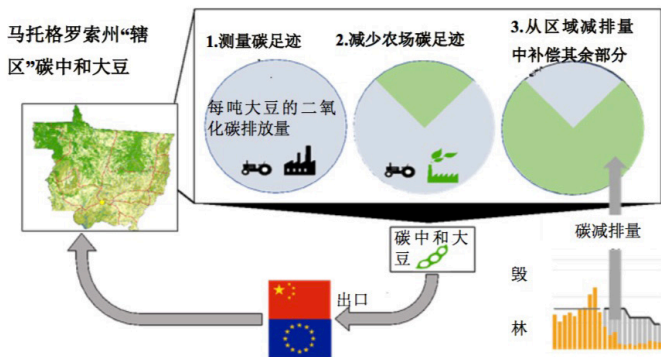 马托格罗索州“辖
区”碳中和大豆
1.测量碳足迹
2.减少农场碳足迹
3.从区域减排量
中补偿其余部分
每吨大豆的二氧
化碳排放量
碳中和大
豆
出口
碳减排量
毁
林